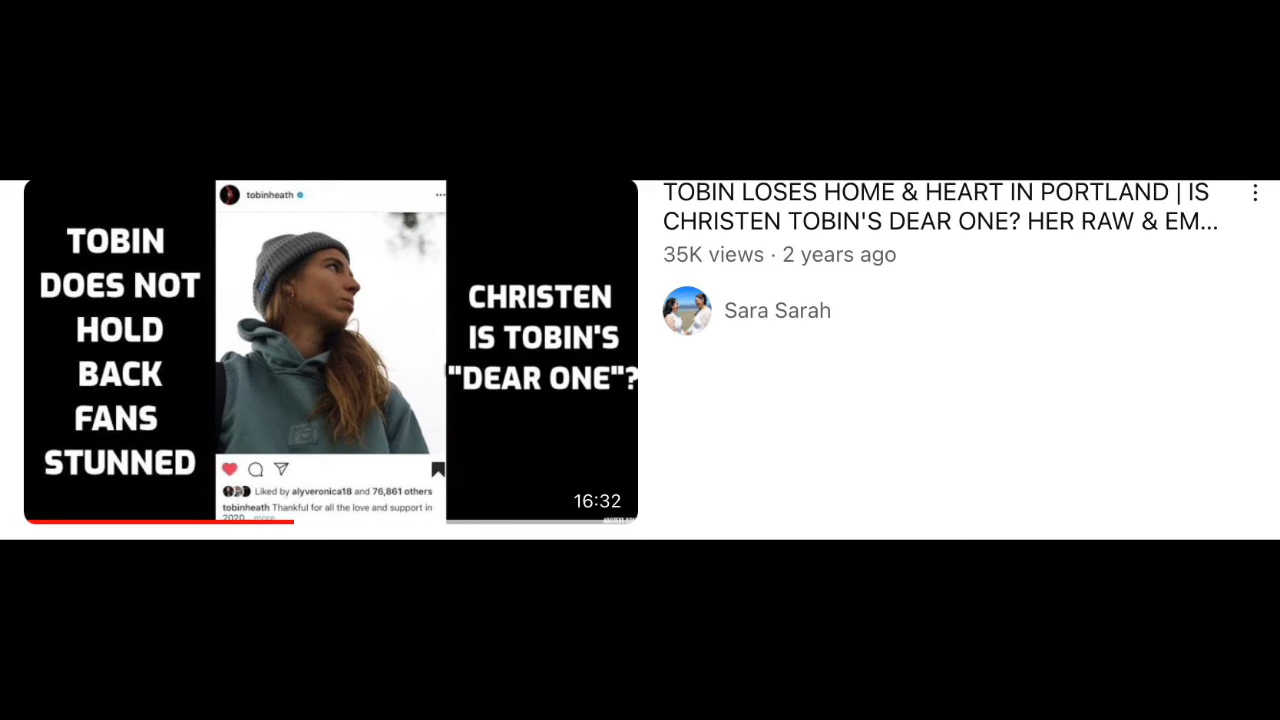 TOBIN
DOES NOT
HOLD
BACK
FANS
STUNNED
tobinheath
Liked by alyveronica18 and 76,861 others
tobinheath Thankful for all the love and support in
2020... more
CHRISTEN
IS TOBIN'S
"DEAR ONE"?
16:32
TOBIN LOSES HOME & HEART IN PORTLAND | IS
CHRISTEN TOBIN'S DEAR ONE? HER RAW & EM...
35K views · 2 years ago
Sara Sarah